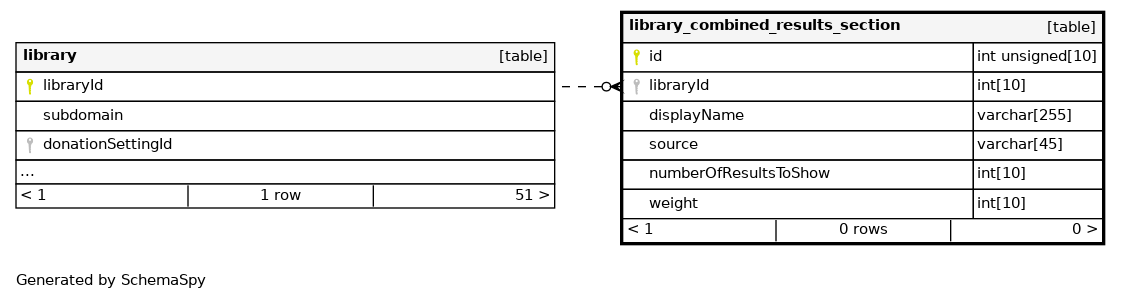 library [table]
libraryId
subdomain
donationSettingId
...
< 1 1 row 51 >
library_combined_results_section [table]
id int unsigned[10]
libraryId int[10]
displayName varchar[255]
source varchar[45]
numberOfResultsToShow int[10]
weight int[10]
< 1 0 rows 0 >
Generated by SchemaSpy